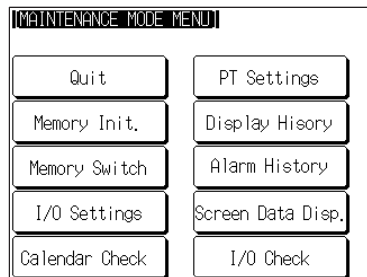 [MAINTENANCE MODE MENU]
Quit
PT Settings
Memory Init.
Display Hisory
Memory Switch
Alarm History
I/O Settings
Screen Data Disp.
Calendar Check
I/O Check